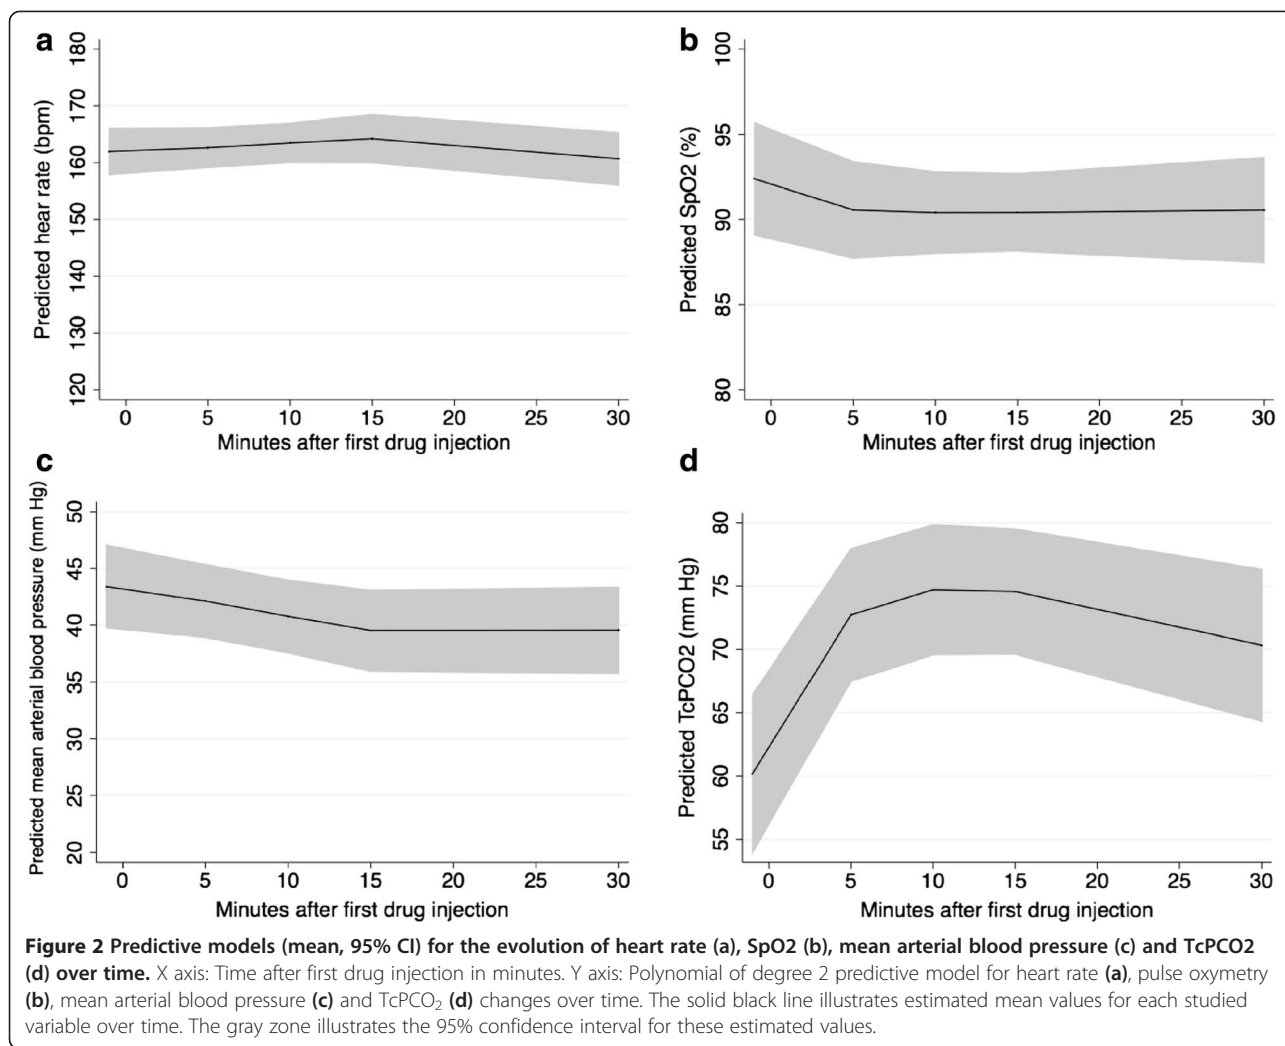 a
Predicted hear rate (bpm)
180
170
160
150
140
130
120
0 5 10 15 20 25 30
Minutes after first drug injection
b
Predicted SpO2 (%)
100
95
90
85
80
0 5 10 15 20 25 30
Minutes after first drug injection
c
Predicted mean arterial blood pressure (mm Hg)
50
45
40
35
30
25
20
0 5 10 15 20 25 30
Minutes after first drug injection
d
Predicted TcPCO2 (mm Hg)
80
75
70
65
60
55
0 5 10 15 20 25 30
Minutes after first drug injection
Figure 2 Predictive models (mean, 95% CI) for the evolution of heart rate (a), SpO2 (b), mean arterial blood pressure (c) and TcPCO2
(d) over time. X axis: Time after first drug injection in minutes. Y axis: Polynomial of degree 2 predictive model for heart rate (a), pulse oxymetry
(b), mean arterial blood pressure (c) and TcPCO₂ (d) changes over time. The solid black line illustrates estimated mean values for each studied
variable over time. The gray zone illustrates the 95% confidence interval for these estimated values.